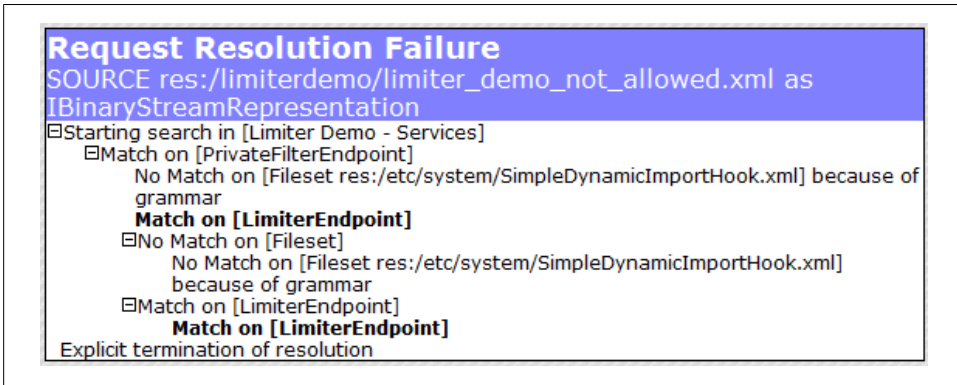 Request Resolution Failure
SOURCE res:/limiterdemo/limiter_demo_not_allowed.xml as
IBinaryStreamRepresentation
Starting search in [Limiter Demo - Services]
Match on [PrivateFilterEndpoint]
No Match on [Fileset res:/etc/system/SimpleDynamicImportHook.xml] because of
grammar
Match on [LimiterEndpoint]
No Match on [Fileset]
No Match on [Fileset res:/etc/system/SimpleDynamicImportHook.xml]
because of grammar
Match on [LimiterEndpoint]
Match on [LimiterEndpoint]
Explicit termination of resolution